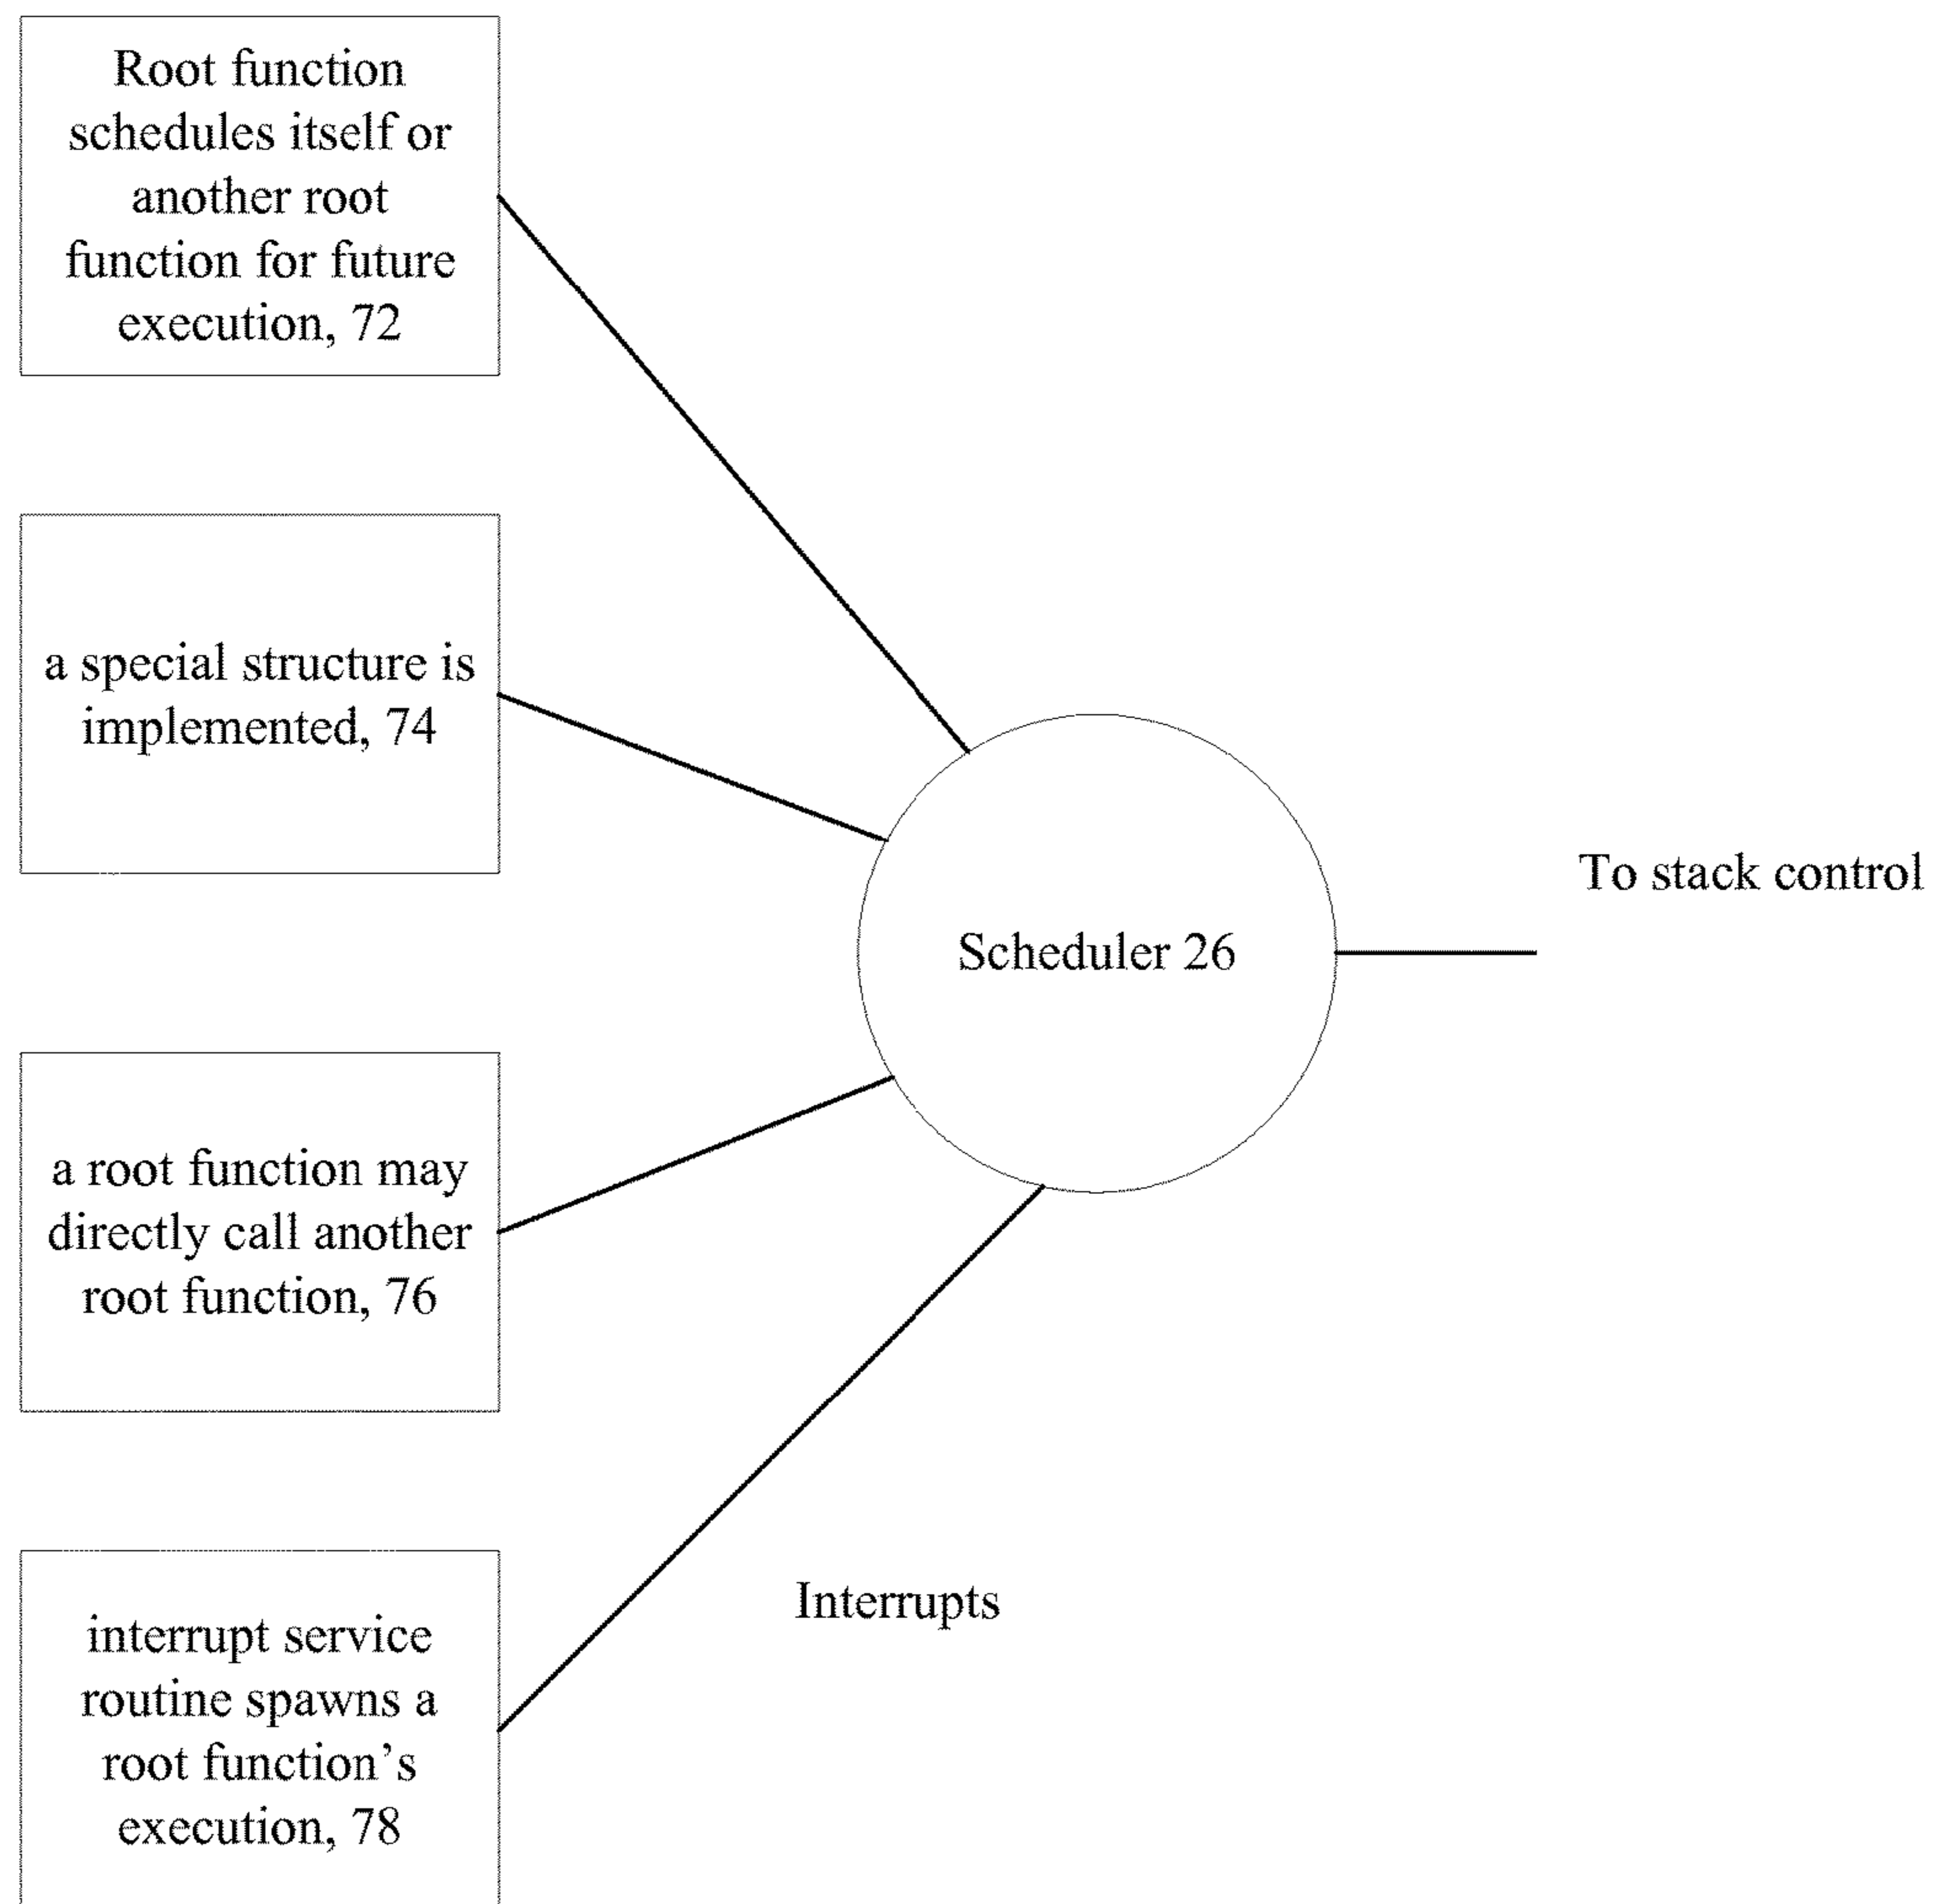 Root function
schedules itself or
another root
function for future
execution, 72
a special structure is
implemented, 74
To stack control
Scheduler 26
a root function may
directly call another
root function, 76
Interrupts
interrupt service
routine spawns a
root function’s
execution, 78